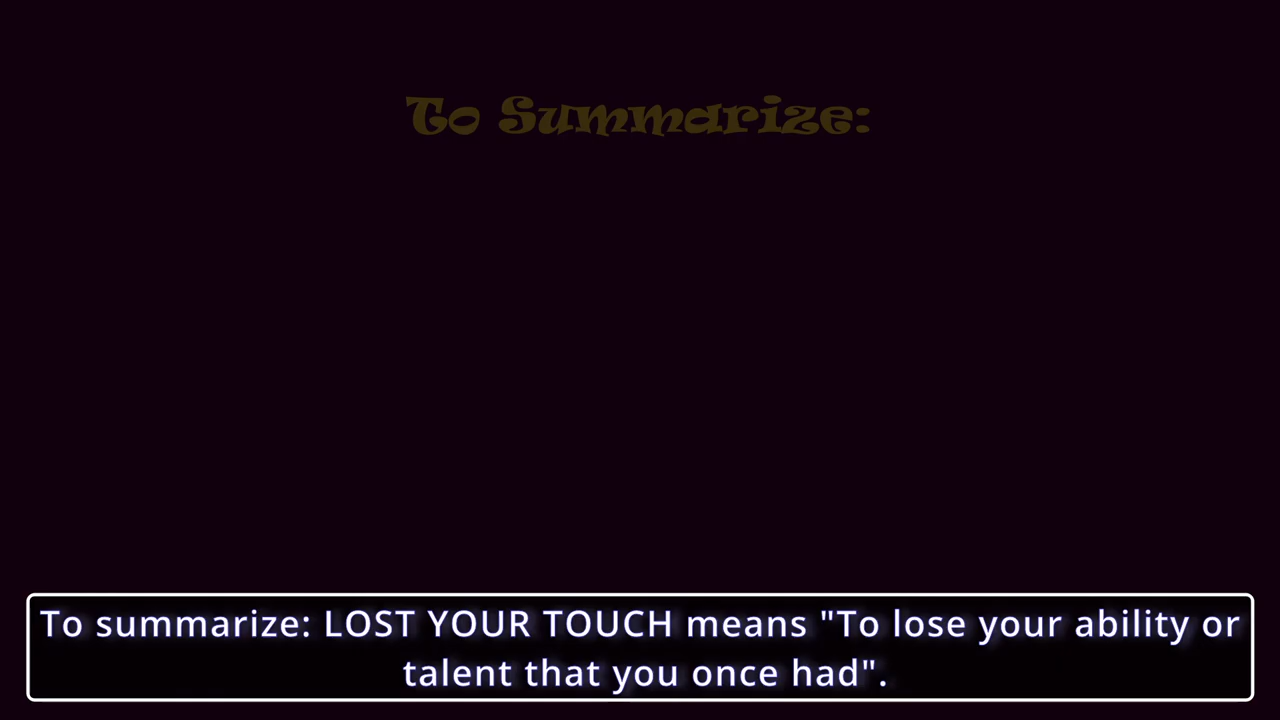 To Summarize:
To summarize: LOST YOUR TOUCH means "To lose your ability or
talent that you once had".